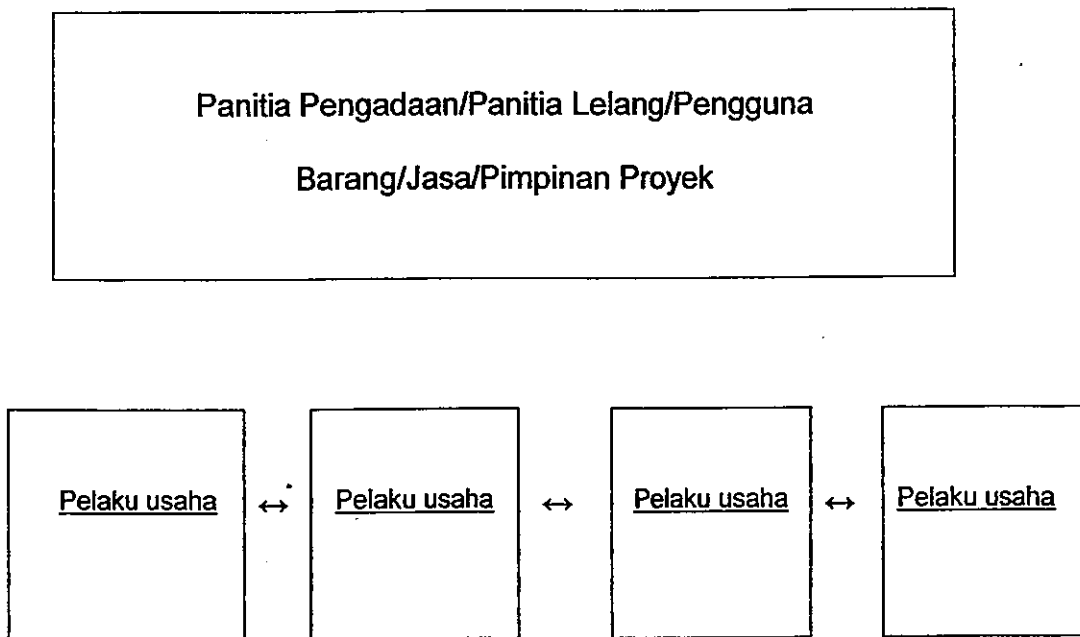 Panitia Pengadaan/Panitia Lelang/Pengguna
Barang/Jasa/Pimpinan Proyek
Pelaku usaha ↔ Pelaku usaha ↔ Pelaku usaha ↔ Pelaku usaha